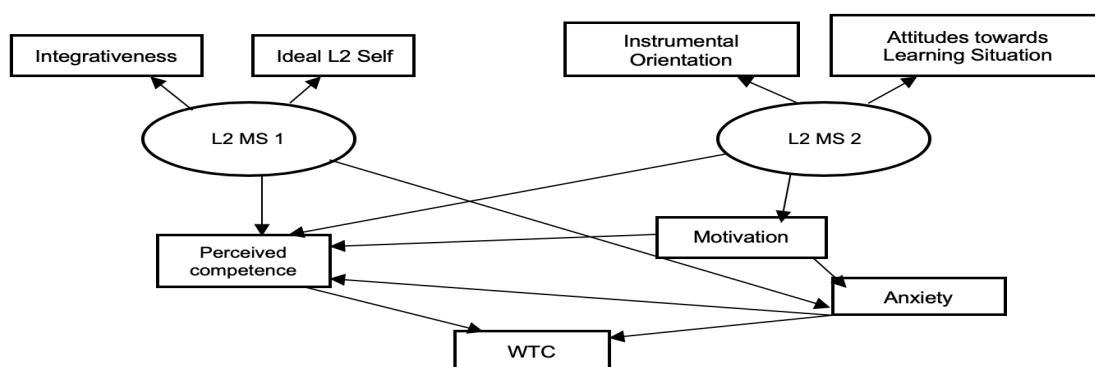 Integrativeness
Ideal L2 Self
Instrumental
Orientation
Attitudes towards
Learning Situation
L2 MS 1
L2 MS 2
Perceived
competence
Motivation
Anxiety
WTC